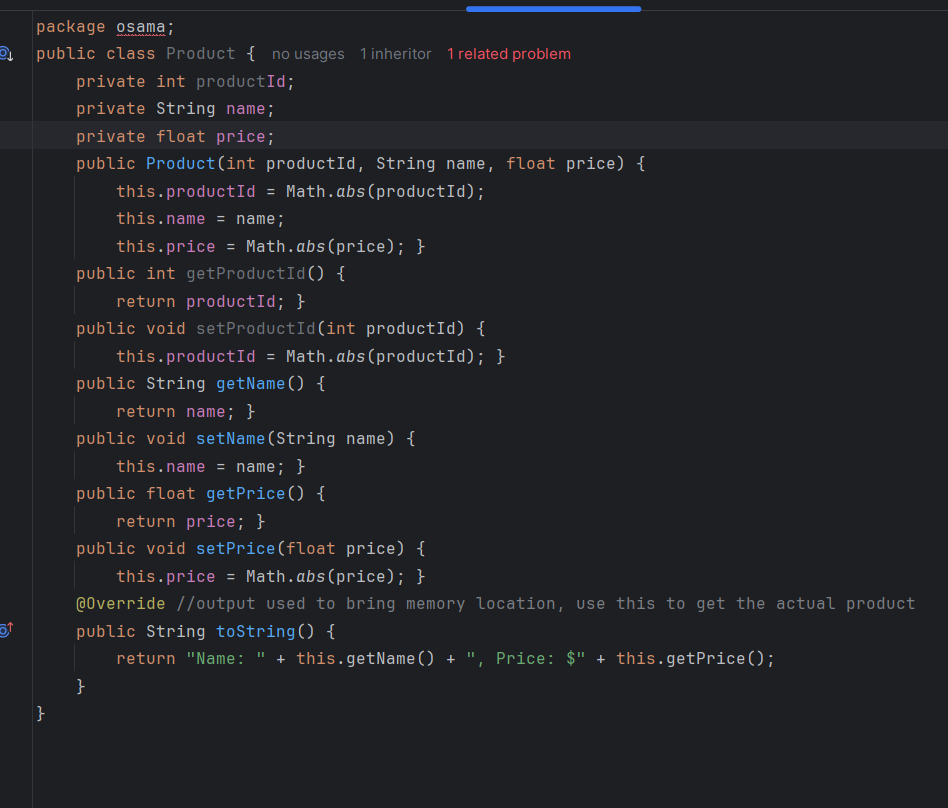 package osama;
public class Product { no usages 1 inheritor 1 related problem
    private int productId;
    private String name;
    private float price;
    public Product(int productId, String name, float price) {
        this.productId = Math.abs(productId);
        this.name = name;
        this.price = Math.abs(price); }
    public int getProductId() {
        return productId; }
    public void setProductId(int productId) {
        this.productId = Math.abs(productId); }
    public String getName() {
        return name; }
    public void setName(String name) {
        this.name = name; }
    public float getPrice() {
        return price; }
    public void setPrice(float price) {
        this.price = Math.abs(price); }
    @Override //output used to bring memory location, use this to get the actual product
    public String toString() {
        return "Name: " + this.getName() + ", Price: $" + this.getPrice();
    }
}